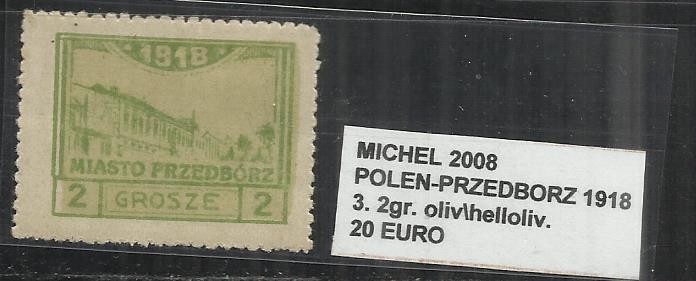 1918
MIASTO PRZEDBÓRZ
2 GROSZE 2
MICHEL 2008
POLEN-PRZEDBORZ 1918
3. 2gr. oliv\helloliv.
20 EURO